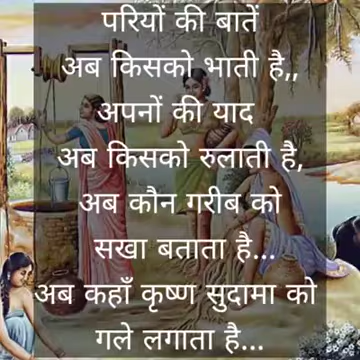 परियों की बातें
अब किसको भाती है,,
अपनों की याद
अब किसको रुलाती है,
अब कौन गरीब को
सखा बताता है...
अब कहाँ कृष्ण सुदामा को
गले लगाता है...